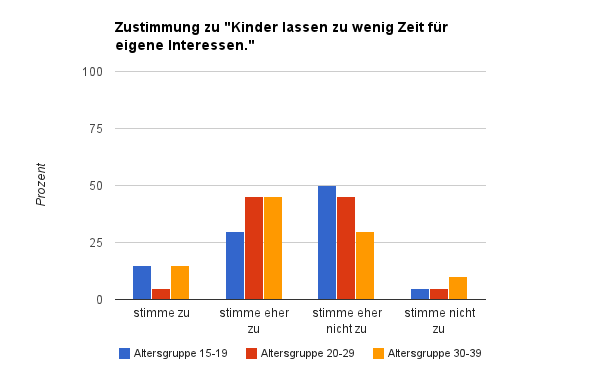 Zustimmung zu "Kinder lassen zu wenig Zeit für
eigene Interessen."
100
75
50
25
0
Prozent
stimme zu
stimme eher
zu
stimme eher
nicht zu
stimme nicht
zu
Altersgruppe 15-19
Altersgruppe 20-29
Altersgruppe 30-39